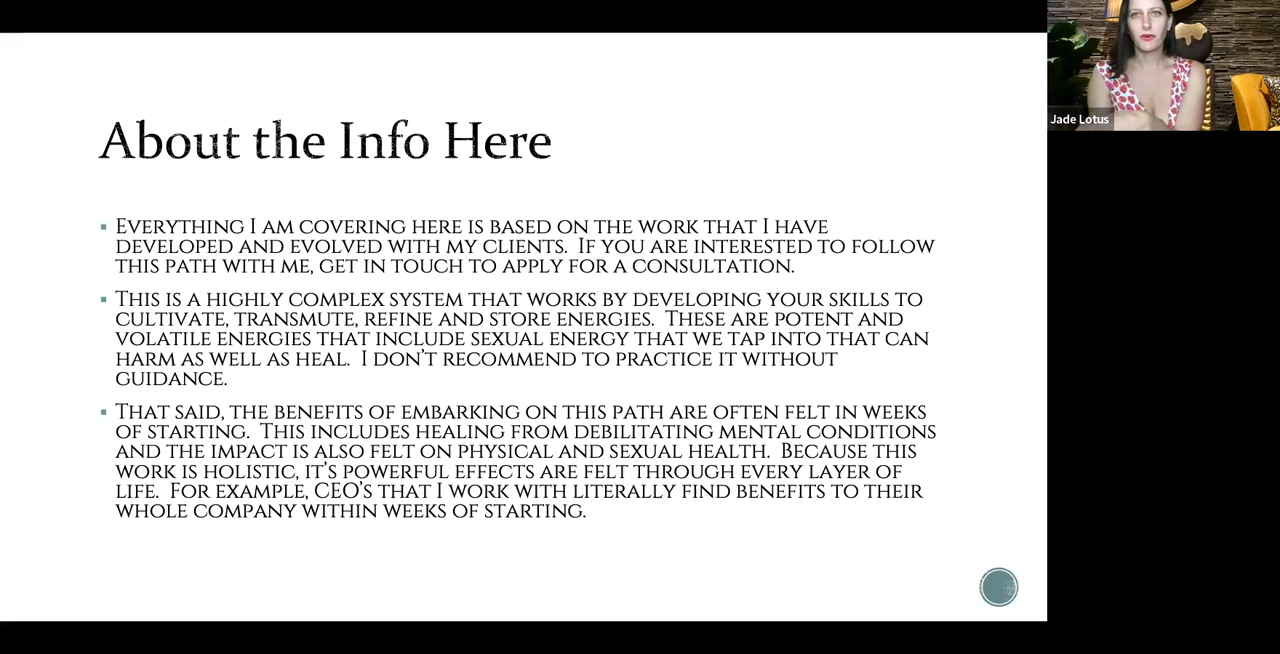 About the Info Here
EVERYTHING I AM COVERING HERE IS BASED ON THE WORK THAT I HAVE
DEVELOPED AND EVOLVED WITH MY CLIENTS. IF YOU ARE INTERESTED TO FOLLOW
THIS PATH WITH ME, GET IN TOUCH TO APPLY FOR A CONSULTATION.
THIS IS A HIGHLY COMPLEX SYSTEM THAT WORKS BY DEVELOPING YOUR SKILLS TO
CULTIVATE, TRANSMUTE, REFINE AND STORE ENERGIES. THESE ARE POTENT AND
VOLATILE ENERGIES THAT INCLUDE SEXUAL ENERGY THAT WE TAP INTO THAT CAN
HARM AS WELL AS HEAL. I DON'T RECOMMEND TO PRACTICE IT WITHOUT
GUIDANCE.
THAT SAID, THE BENEFITS OF EMBARKING ON THIS PATH ARE OFTEN FELT IN WEEKS
OF STARTING. THIS INCLUDES HEALING FROM DEBILITATING MENTAL CONDITIONS
AND THE IMPACT IS ALSO FELT ON PHYSICAL AND SEXUAL HEALTH. BECAUSE THIS
WORK IS HOLISTIC, IT'S POWERFUL EFFECTS ARE FELT THROUGH EVERY LAYER OF
LIFE. FOR EXAMPLE, CEO'S THAT I WORK WITH LITERALLY FIND BENEFITS TO THEIR
WHOLE COMPANY WITHIN WEEKS OF STARTING.
Jade Lotus